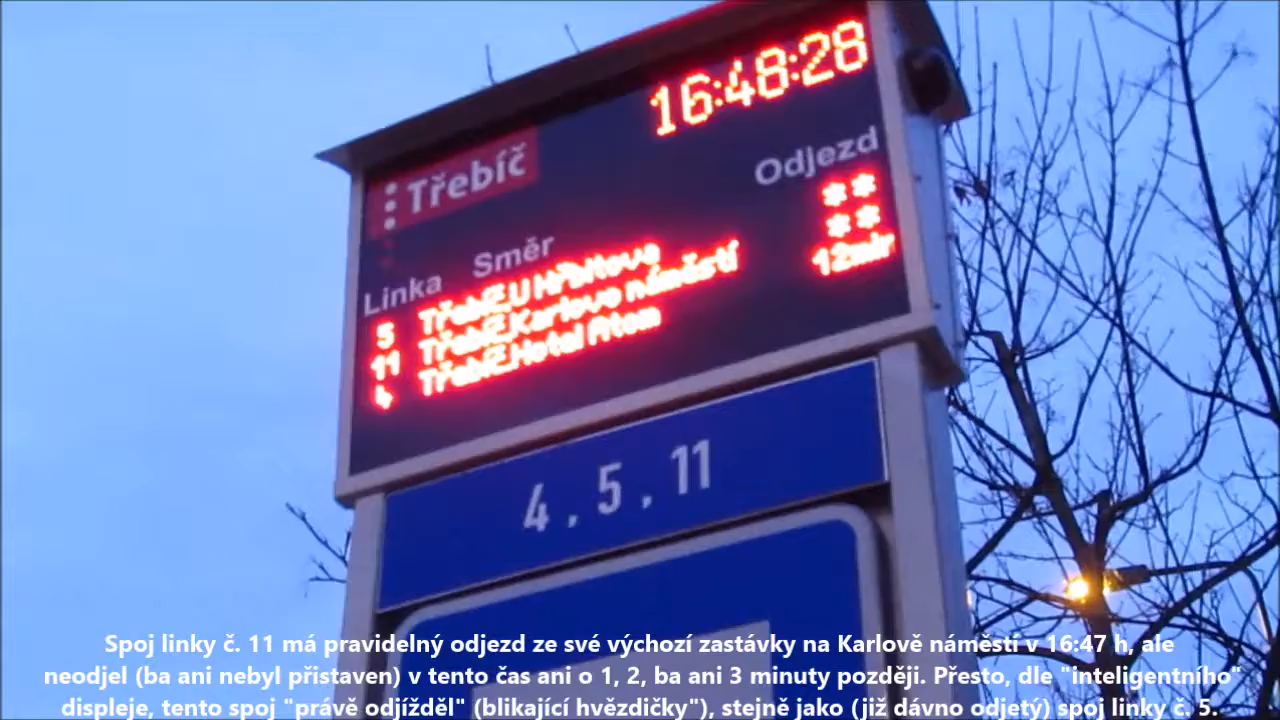 16:48:28
Třebíč
Odjezd
Linka Směr
5 Třebíč,U Hřbitova **
11 Třebíč,Karlovo náměstí **
4 Třebíč,Hotel Atom 12min
4 , 5 , 11
Spoj linky č. 11 má pravidelný odjezd ze své výchozí zastávky na Karlově náměstí v 16:47 h, ale
neodjel (ba ani nebyl přistaven) v tento čas ani o 1, 2, ba ani 3 minuty později. Přesto, dle "inteligentního"
displeje, tento spoj "právě odjížděl" (blikající hvězdičky"), stejně jako (již dávno odjetý) spoj linky č. 5.